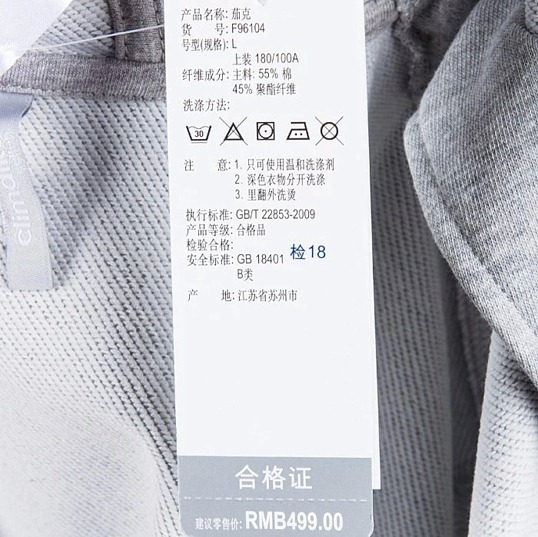 产品名称: 茄克
货 号: F96104
号型(规格): L
上装 180/100A
纤维成分: 主料: 55% 棉
45% 聚酯纤维
洗涤方法:
30
注 意: 1. 只可使用温和洗涤剂
2. 深色衣物分开洗涤
3. 里翻外洗烫
执行标准: GB/T 22853-2009
产品等级: 合格品
检验合格: 检18
安全标准: GB 18401
B类
产 地: 江苏省苏州市
合格证
建议零售价: RMB499.00